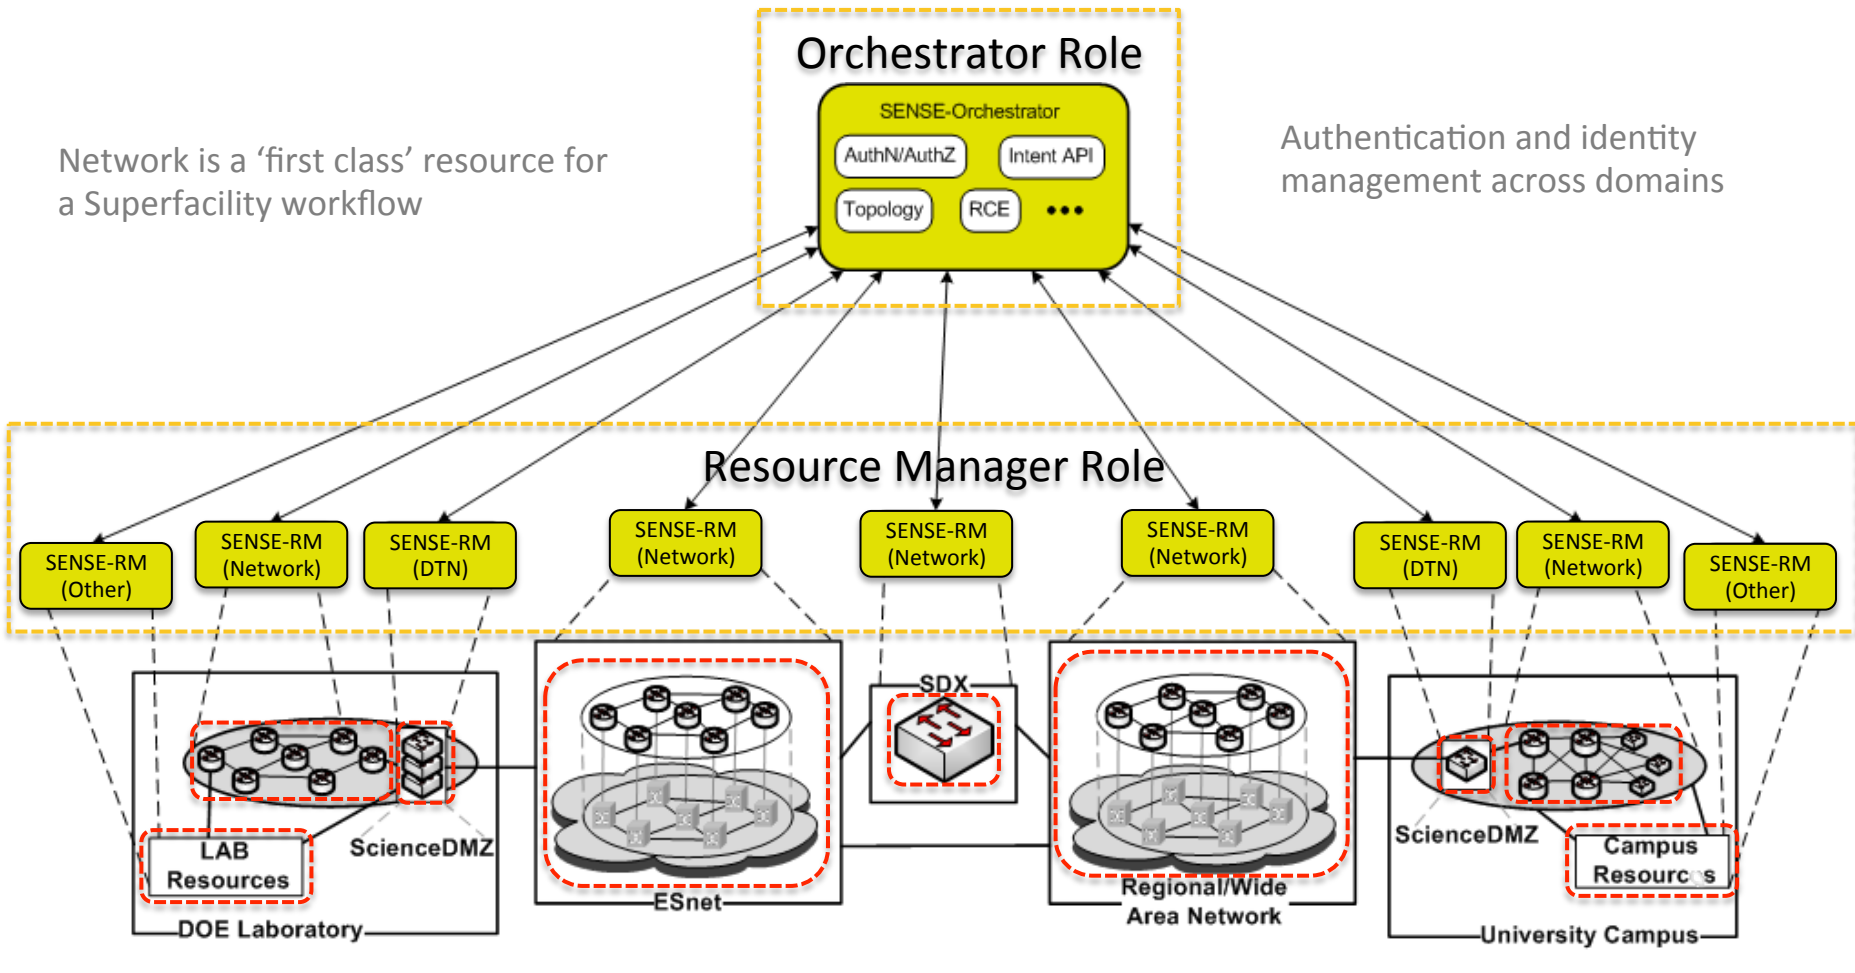 Orchestrator Role
SENSE-Orchestrator
AuthN/AuthZ
Intent API
Topology
RCE
•••
Network is a ‘first class’ resource for
a Superfacility workflow
Authentication and identity
management across domains
Resource Manager Role
SENSE-RM
(Other)
SENSE-RM
(Network)
SENSE-RM
(DTN)
SENSE-RM
(Network)
SENSE-RM
(Network)
SENSE-RM
(Network)
SENSE-RM
(DTN)
SENSE-RM
(Network)
SENSE-RM
(Other)
SDX
LAB
Resources
ScienceDMZ
DOE Laboratory
ESnet
Regional/Wide
Area Network
ScienceDMZ
Campus
Resources
University Campus